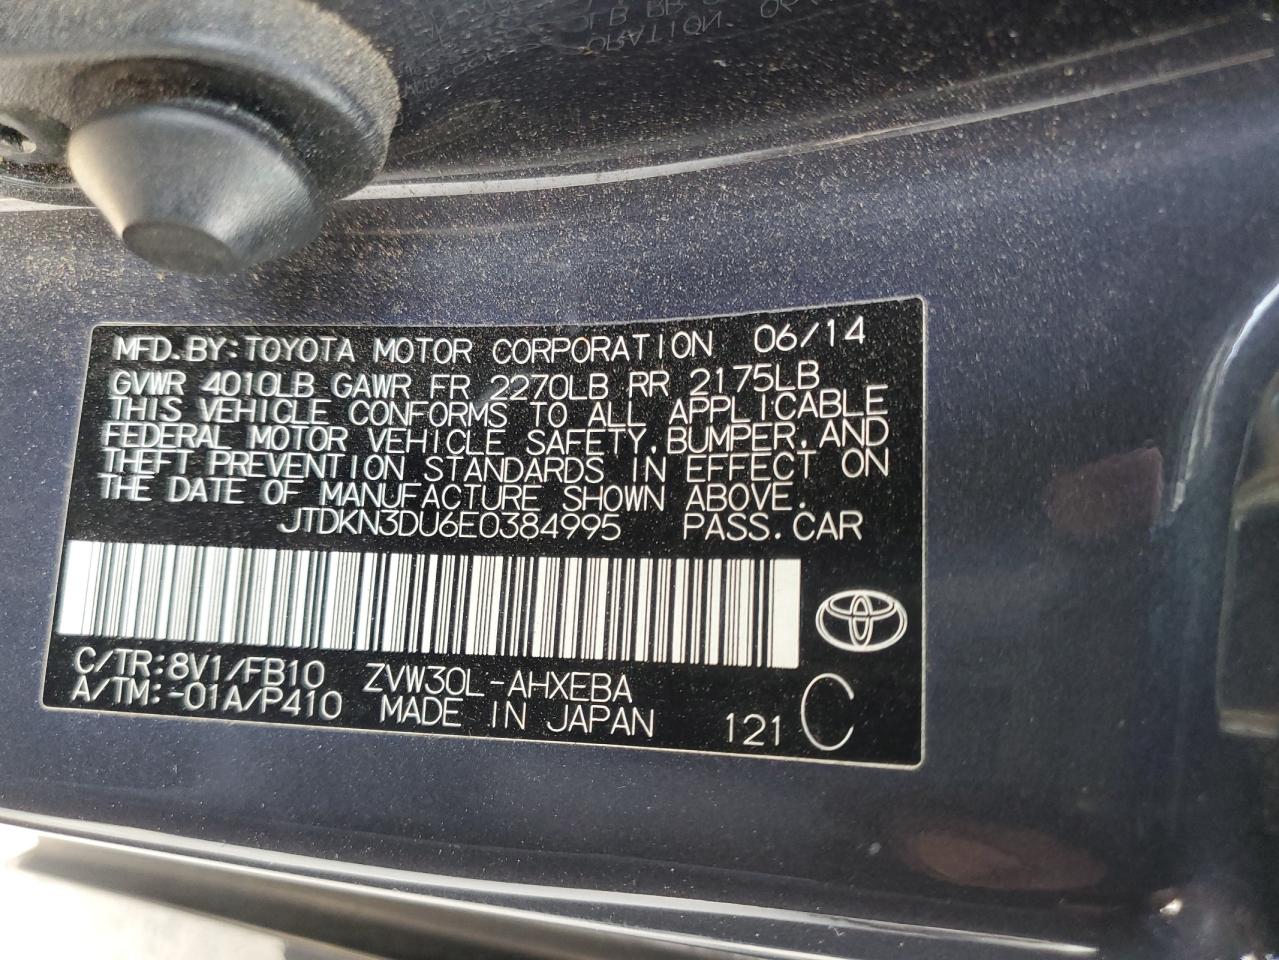 MFD. BY: TOYOTA MOTOR CORPORATION 06/14
GVWR 4010LB GAWR FR 2270LB RR 2175LB
THIS VEHICLE CONFORMS TO ALL APPLICABLE
FEDERAL MOTOR VEHICLE SAFETY, BUMPER, AND
THEFT PREVENTION STANDARDS IN EFFECT ON
THE DATE OF MANUFACTURE SHOWN ABOVE.
JTDKN3DU6E0384995 PASS. CAR
C/TR: 8V1/FB10 ZVW30L-AHXEBA
A/TM: -01A/P410 MADE IN JAPAN 121 C